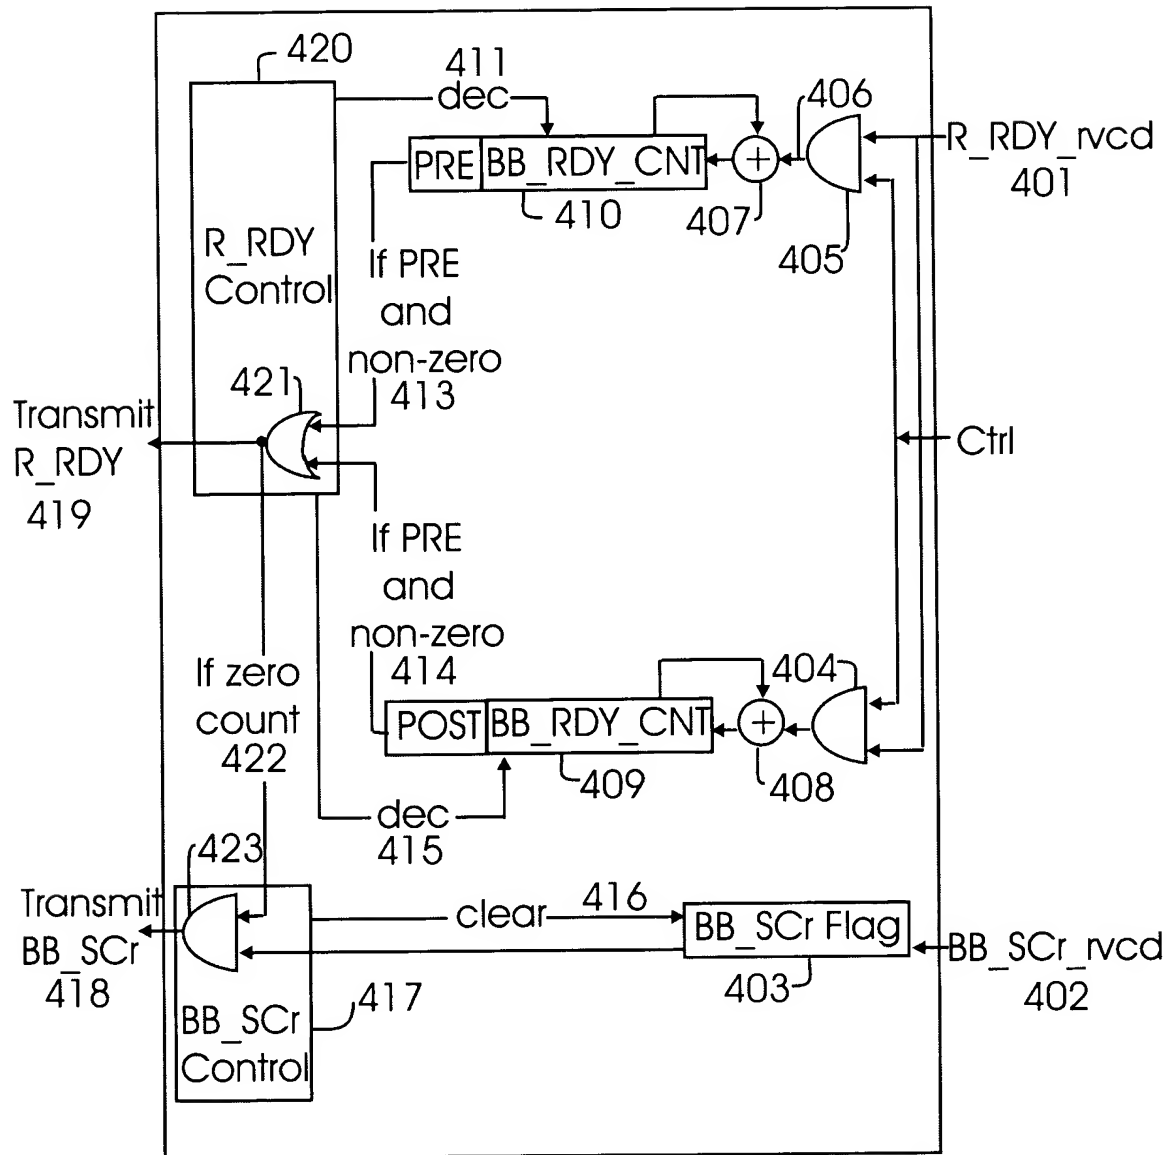 420
411
dec
406
PRE BB_RDY_CNT
R_RDY_rvcd
401
410
407
405
R_RDY
Control
If PRE
and
non-zero
413
421
Transmit
R_RDY
419
Ctrl
If PRE
and
non-zero
414
If zero
count
422
404
POST BB_RDY_CNT
409
408
dec
415
423
Transmit
BB_SCr
418
clear
416
BB_SCr Flag
403
BB_SCr_rvcd
402
417
BB_SCr
Control